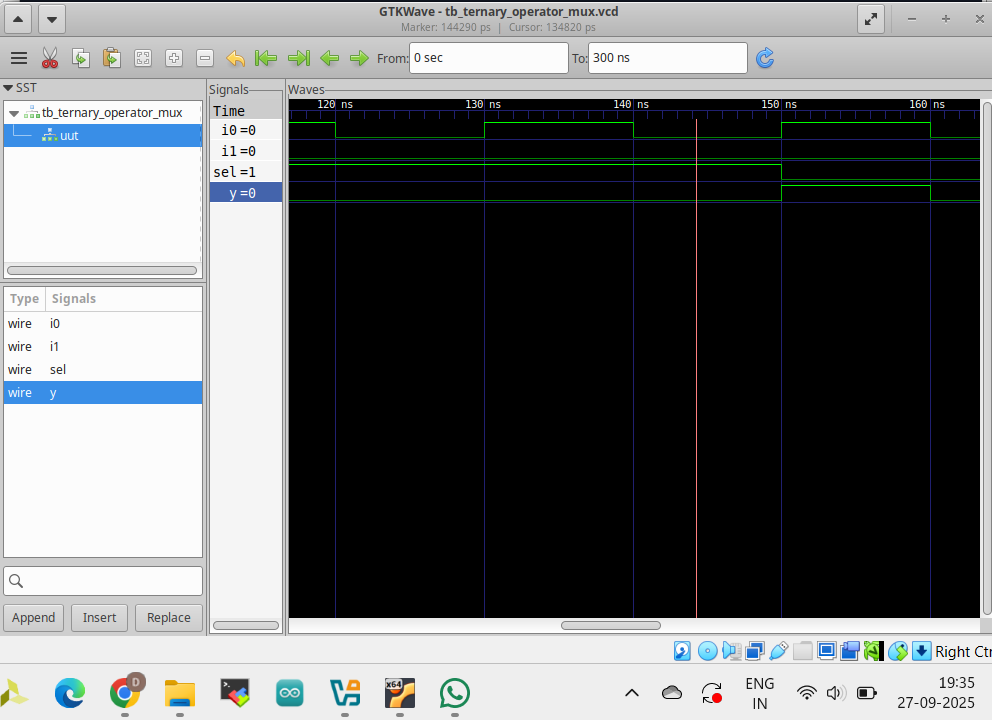 GTKWave - tb_ternary_operator_mux.vcd
Marker: 144290 ps | Cursor: 134820 ps
From: 0 sec To: 300 ns
SST
tb_ternary_operator_mux
uut
Type Signals
wire i0
wire i1
wire sel
wire y
Append Insert Replace
Signals
Time
i0 =0
i1 =0
sel =1
y =0
Waves
120 ns 130 ns 140 ns 150 ns 160 ns
Right Ctr
D
x64
ENG
IN
19:35
27-09-2025